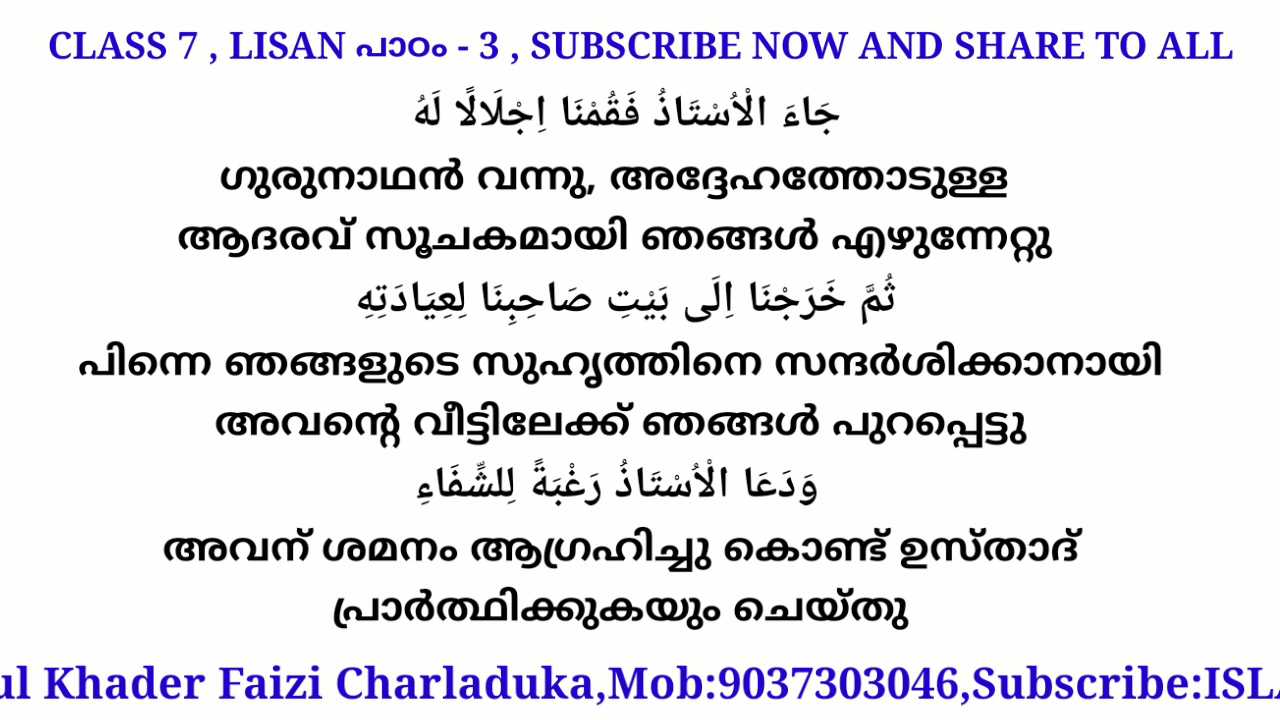 CLASS 7 , LISAN പാഠം - 3 , SUBSCRIBE NOW AND SHARE TO ALL
جَاءَ الْاُسْتَاذُ فَقُمْنَا اِجْلَالًا لَهُ
ഗുരുനാഥൻ വന്നു, അദ്ദേഹത്തോടുള്ള
ആദരവ് സൂചകമായി ഞങ്ങൾ എഴുന്നേറ്റു
ثُمَّ خَرَجْنَا اِلَى بَيْتِ صَاحِبِنَا لِعِيَادَتِهِ
പിന്നെ ഞങ്ങളുടെ സുഹൃത്തിനെ സന്ദർശിക്കാനായി
അവന്റെ വീട്ടിലേക്ക് ഞങ്ങൾ പുറപ്പെട്ടു
وَدَعَا الْاُسْتَاذُ رَغْبَةً لِلشِّفَاءِ
അവന് ശമനം ആഗ്രഹിച്ചു കൊണ്ട് ഉസ്താദ്
പ്രാർത്ഥിക്കുകയും ചെയ്തു
ul Khader Faizi Charladuka,Mob:9037303046,Subscribe:ISLA